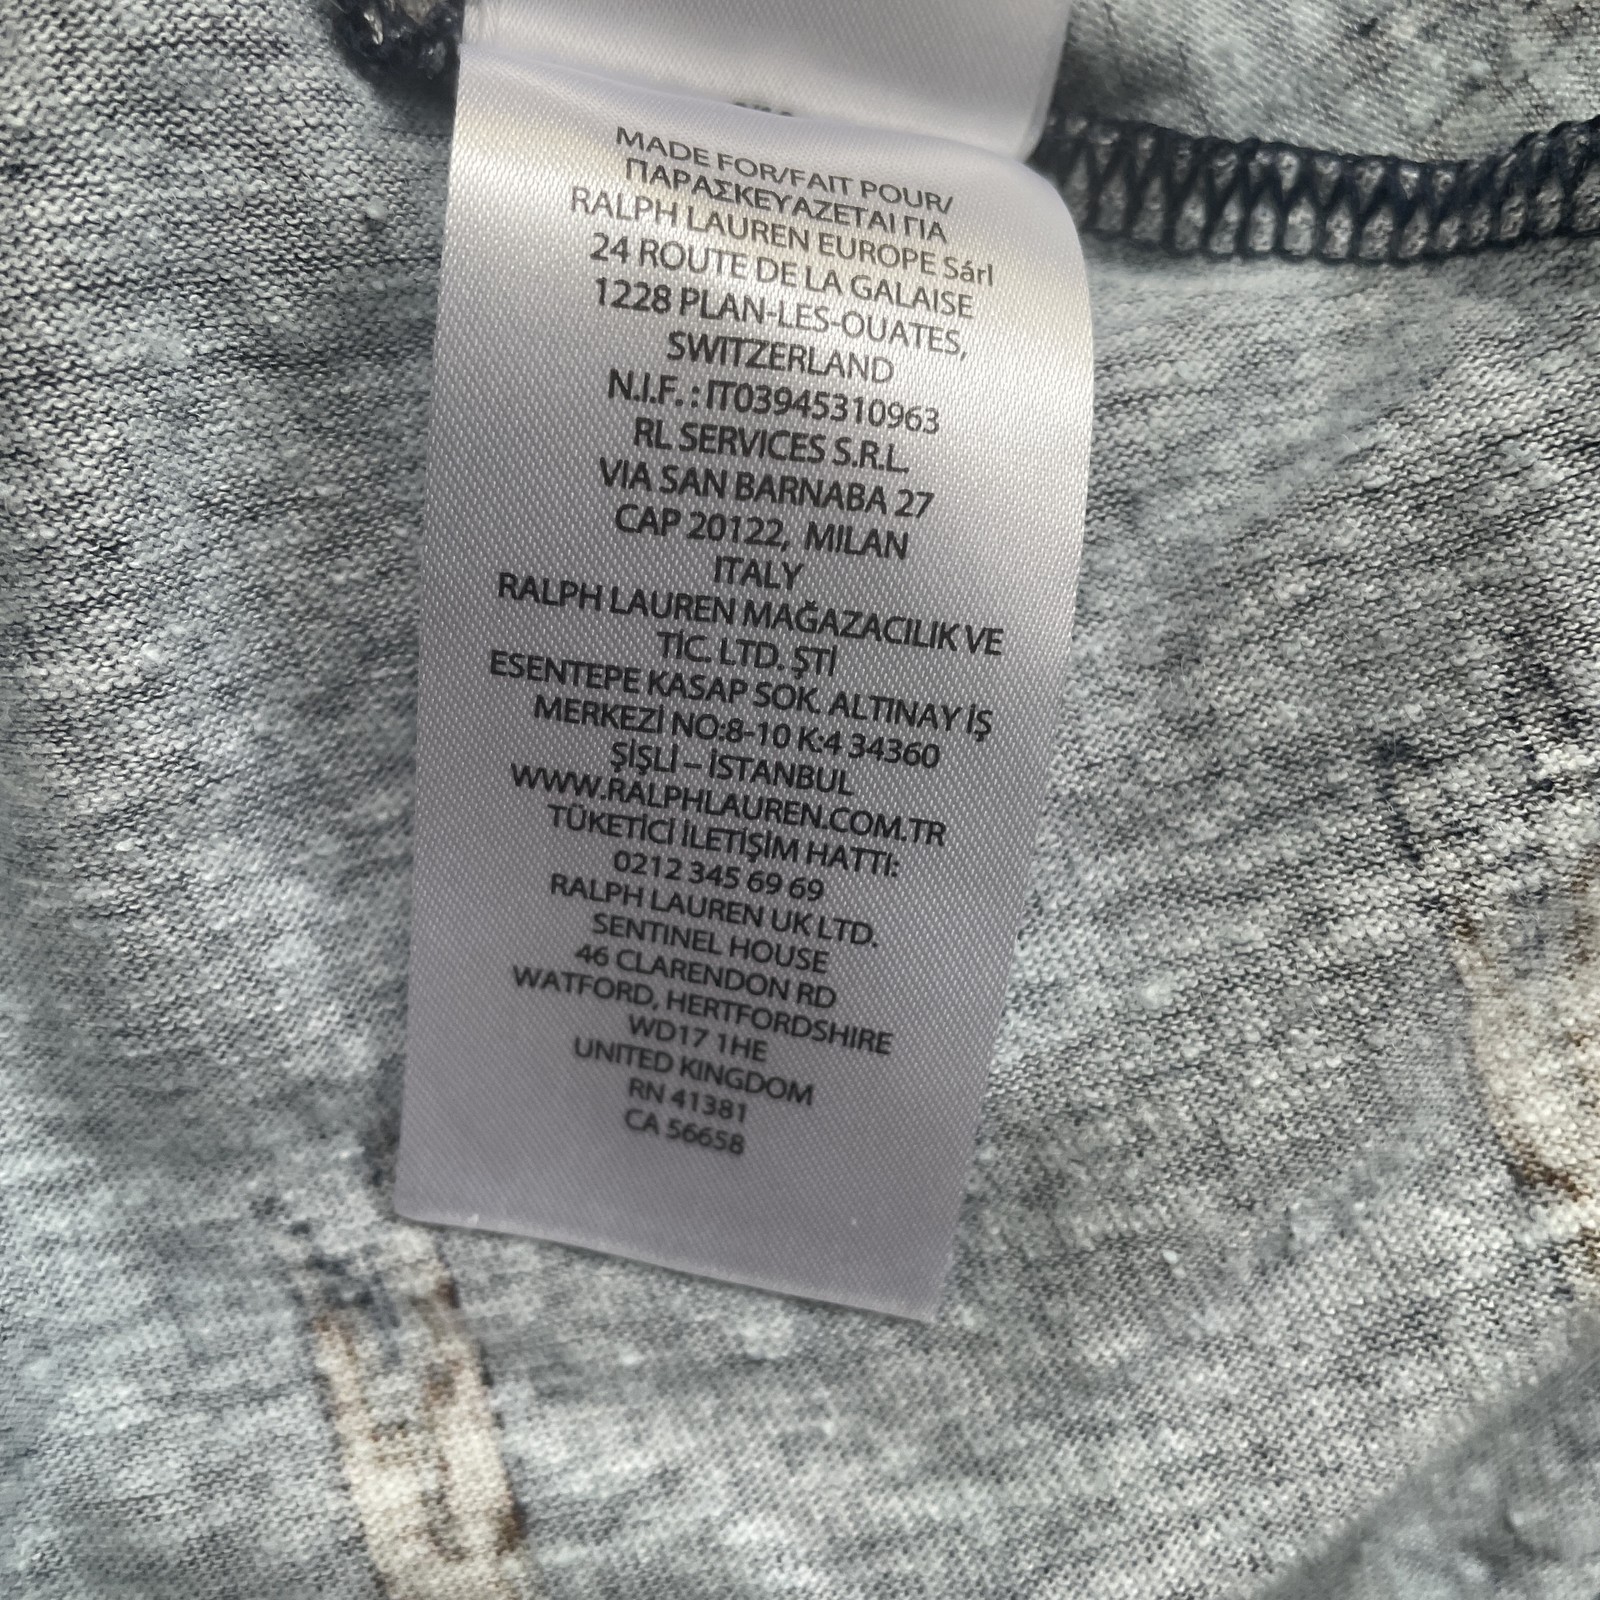 MADE FOR/FAIT POUR/
ΠΑΡΑΣΚΕΥΑΖΕΤΑΙ ΓΙΑ
RALPH LAUREN EUROPE Sárl
24 ROUTE DE LA GALAISE
1228 PLAN-LES-OUATES,
SWITZERLAND
N.I.F. : IT03945310963
RL SERVICES S.R.L.
VIA SAN BARNABA 27
CAP 20122, MILAN
ITALY
RALPH LAUREN MAĞAZACILIK VE
TİC. LTD. ŞTİ
ESENTEPE KASAP SOK. ALTINAY İŞ
MERKEZİ NO:8-10 K:4 34360
ŞİŞLİ – İSTANBUL
WWW.RALPHLAUREN.COM.TR
TÜKETİCİ İLETİŞİM HATTI:
0212 345 69 69
RALPH LAUREN UK LTD.
SENTINEL HOUSE
46 CLARENDON RD
WATFORD, HERTFORDSHIRE
WD17 1HE
UNITED KINGDOM
RN 41381
CA 56658